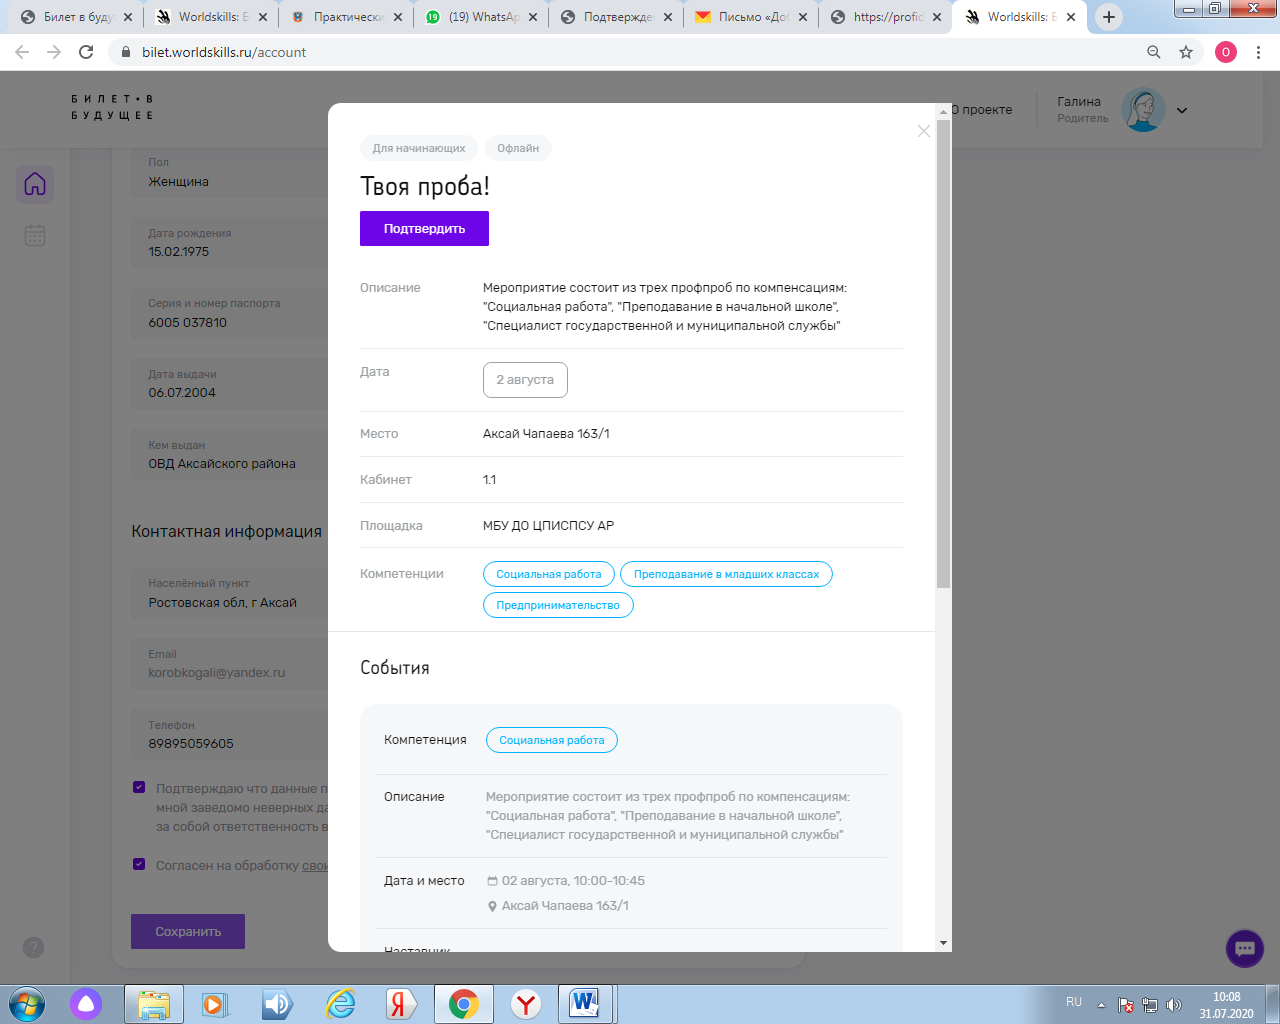 Билет в буду
Worldskills: Б
Практически
(19) WhatsAp
Подтвержде
Письмо «Доб
https://profic
Worldskills: Б
bilet.worldskills.ru/account
О
БИЛЕТ•В
БУДУЩЕЕ
О проекте
Галина
Родитель
Пол
Женщина
Дата рождения
15.02.1975
Серия и номер паспорта
6005 037810
Дата выдачи
06.07.2004
Кем выдан
ОВД Аксайского района
Контактная информация
Населённый пункт
Ростовская обл, г Аксай
Email
korobkogali@yandex.ru
Телефон
89895059605
Подтверждаю что данные п
мной заведомо неверных да
за собой ответственность в
Согласен на обработку свои
Сохранить
Для начинающих Офлайн
Твоя проба!
Подтвердить
Описание Мероприятие состоит из трех профпроб по компенсациям:
"Социальная работа", "Преподавание в начальной школе",
"Специалист государственной и муниципальной службы"
Дата 2 августа
Место Аксай Чапаева 163/1
Кабинет 1.1
Площадка МБУ ДО ЦПИСПСУ АР
Компетенции Социальная работа Преподавание в младших классах
Предпринимательство
События
Компетенция Социальная работа
Описание Мероприятие состоит из трех профпроб по компенсациям:
"Социальная работа", "Преподавание в начальной школе",
"Специалист государственной и муниципальной службы"
Дата и место 02 августа, 10:00-10:45
Аксай Чапаева 163/1
Наставник
?
RU
10:08
31.07.2020